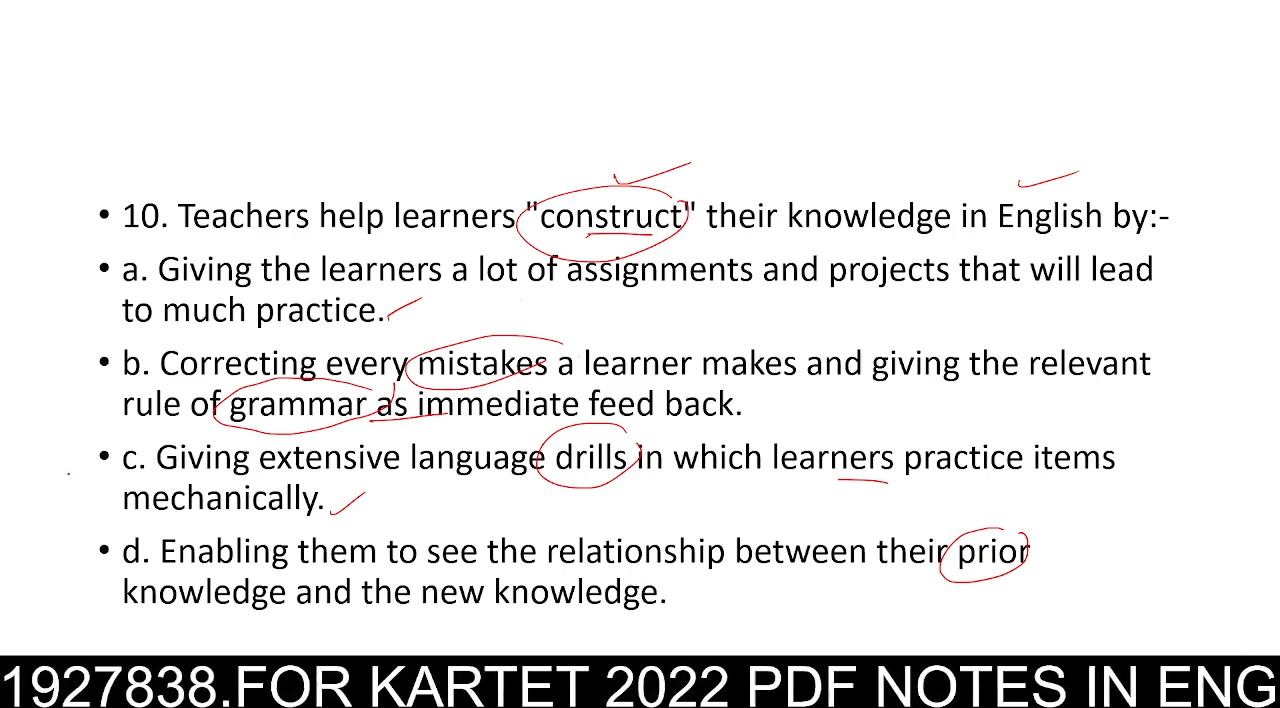 • 10. Teachers help learners "construct" their knowledge in English by:-
• a. Giving the learners a lot of assignments and projects that will lead
to much practice.
• b. Correcting every mistakes a learner makes and giving the relevant
rule of grammar as immediate feed back.
• c. Giving extensive language drills in which learners practice items
mechanically.
• d. Enabling them to see the relationship between their prior
knowledge and the new knowledge.
1927838.FOR KARTET 2022 PDF NOTES IN ENG